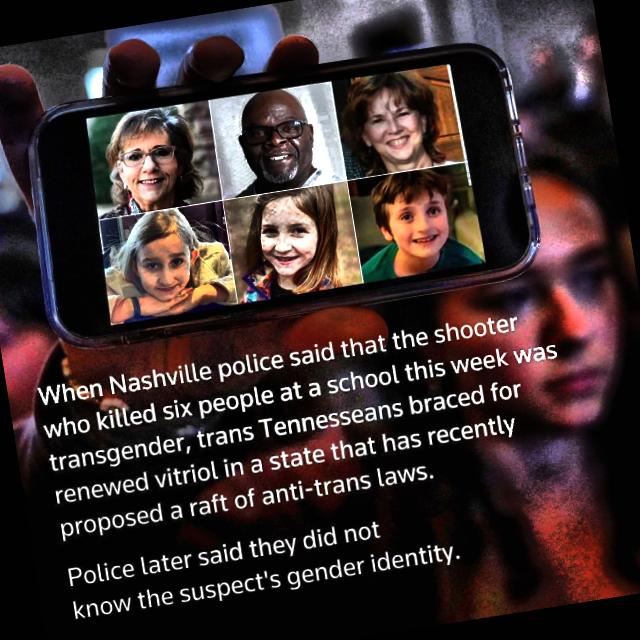 When Nashville police said that the shooter
who killed six people at a school this week was
transgender, trans Tennesseans braced for
renewed vitriol in a state that has recently
proposed a raft of anti-trans laws.
Police later said they did not
know the suspect's gender identity.